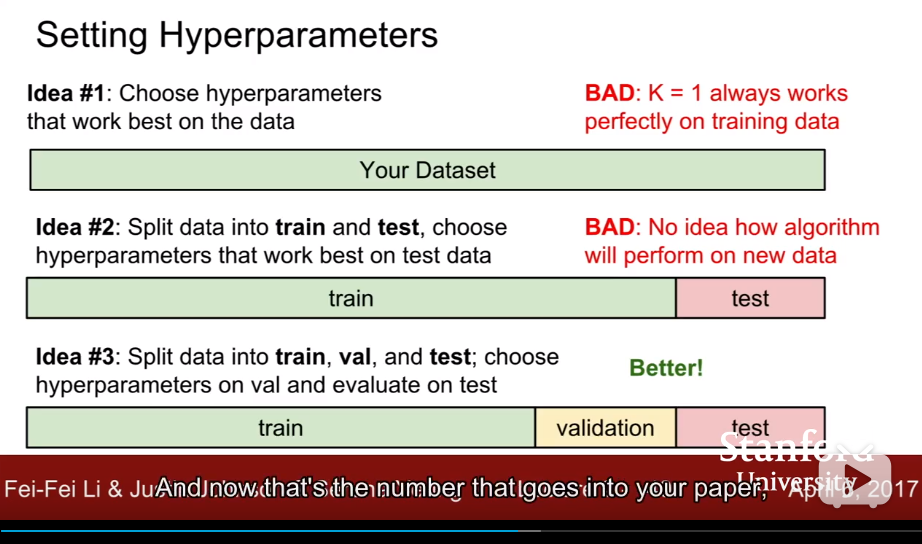 Setting Hyperparameters
Idea #1: Choose hyperparameters
that work best on the data
BAD: K = 1 always works
perfectly on training data
Your Dataset
Idea #2: Split data into train and test, choose
hyperparameters that work best on test data
BAD: No idea how algorithm
will perform on new data
train
test
Idea #3: Split data into train, val, and test; choose
hyperparameters on val and evaluate on test
Better!
train
validation
test
Stanford
University
Fei-Fei Li &
April 6, 2017
And now that's the number that goes into your paper,